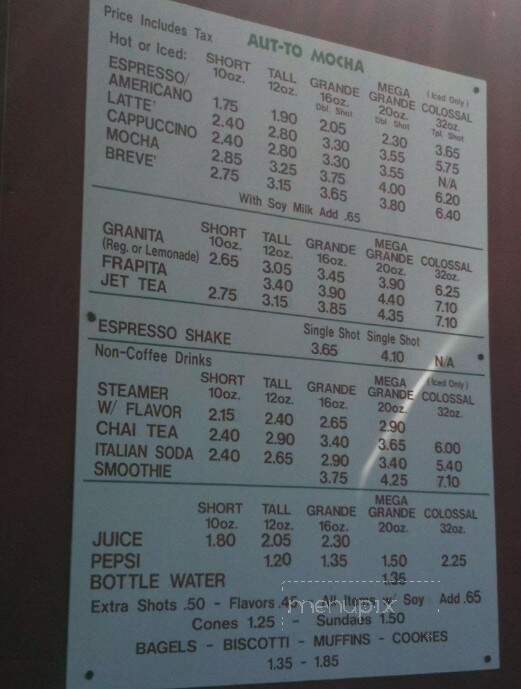 Price Includes Tax
AUT-TO MOCHA
Hot or Iced: SHORT TALL GRANDE MEGA GRANDE (Iced Only) COLOSSAL
10oz. 12oz. 16oz. 20oz. 32oz.
Dbl. Shot Dbl. Shot Tpl. Shot
ESPRESSO/
AMERICANO 1.75 1.90 2.05 2.30 3.65
LATTE' 2.40 2.80 3.30 3.55 5.75
CAPPUCCINO 2.40 2.80 3.30 3.55 N/A
MOCHA 2.85 3.25 3.75 4.00 6.20
BREVE' 2.75 3.15 3.65 3.80 6.40
With Soy Milk Add .65
SHORT TALL GRANDE MEGA GRANDE COLOSSAL
10oz. 12oz. 16oz. 20oz. 32oz.
GRANITA
(Reg. or Lemonade) 2.65 3.05 3.45 3.90 6.25
FRAPITA 3.40 3.90 4.40 7.10
JET TEA 2.75 3.15 3.85 4.35 7.10
Single Shot Single Shot
ESPRESSO SHAKE 3.65 4.10 N/A
Non-Coffee Drinks
SHORT TALL GRANDE MEGA GRANDE (Iced Only) COLOSSAL
10oz. 12oz. 16oz. 20oz. 32oz.
STEAMER
W/ FLAVOR 2.15 2.40 2.65 2.90
CHAI TEA 2.40 2.90 3.40 3.65 6.00
ITALIAN SODA 2.40 2.65 2.90 3.40 5.40
SMOOTHIE 3.75 4.25 7.10
SHORT TALL GRANDE MEGA GRANDE COLOSSAL
10oz. 12oz. 16oz. 20oz. 32oz.
JUICE 1.80 2.05 2.30
PEPSI 1.20 1.35 1.50 2.25
BOTTLE WATER 1.35
Extra Shots .50 - Flavors .45 - All Items w/ Soy Add .65
menupix
Cones 1.25 - Sundaes 1.50
BAGELS - BISCOTTI - MUFFINS - COOKIES
1.35 - 1.85